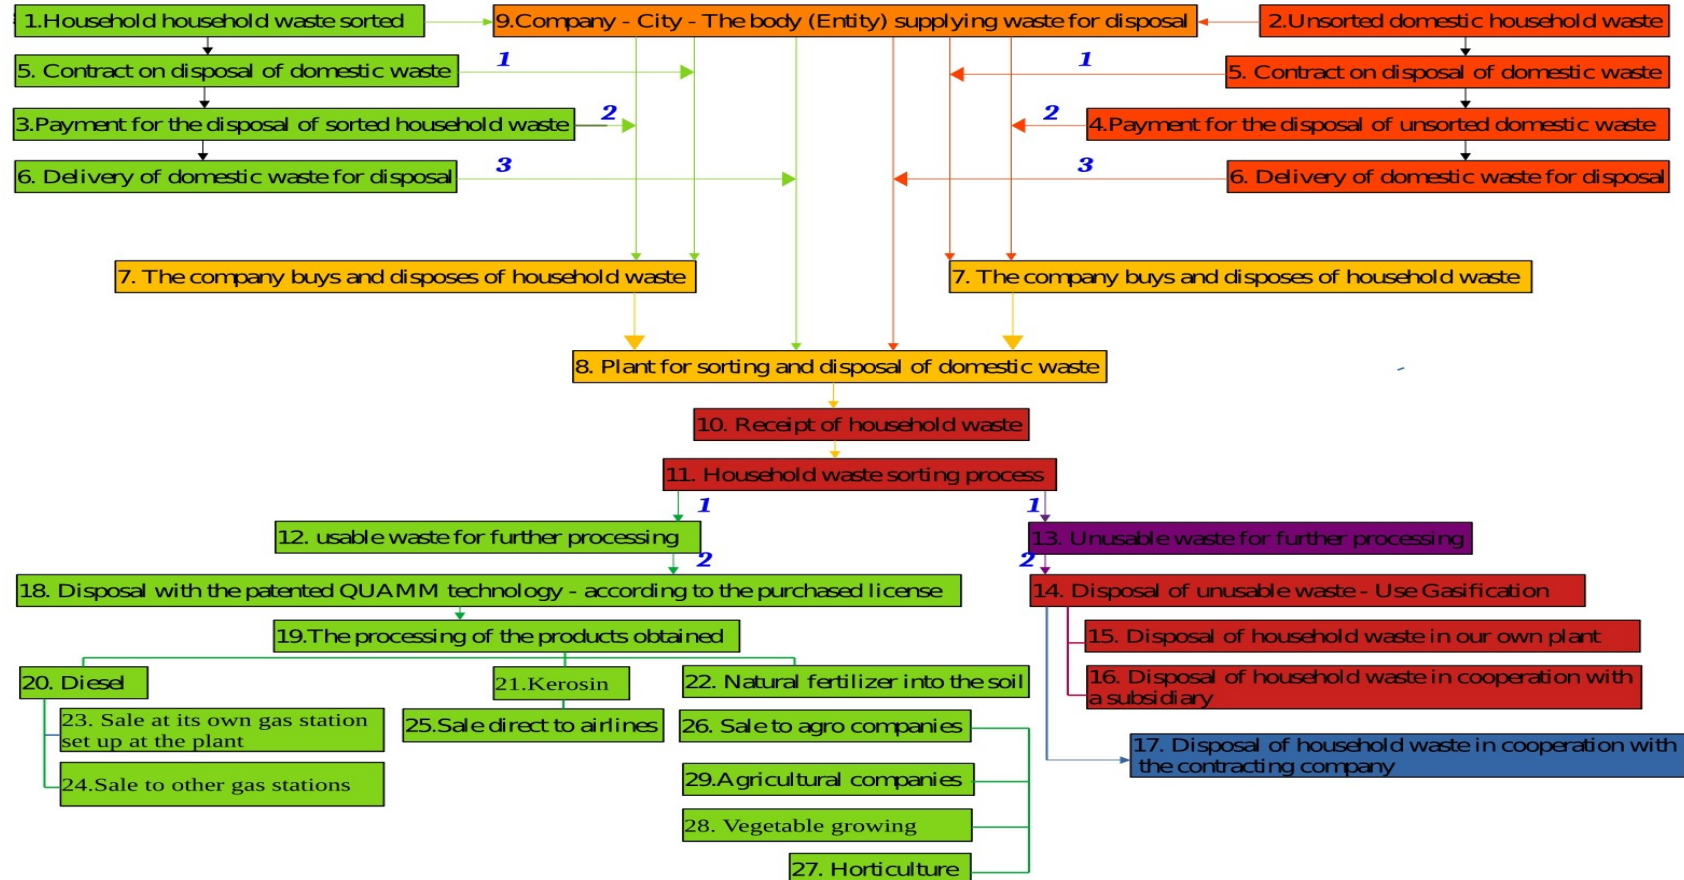 1.Household household waste sorted
9.Company - City - The body (Entity) supplying waste for disposal
2.Unsorted domestic household waste
5. Contract on disposal of domestic waste
1
1
5. Contract on disposal of domestic waste
3.Payment for the disposal of sorted household waste
2
2
4.Payment for the disposal of unsorted domestic waste
6. Delivery of domestic waste for disposal
3
3
6. Delivery of domestic waste for disposal
7. The company buys and disposes of household waste
7. The company buys and disposes of household waste
8. Plant for sorting and disposal of domestic waste
10. Receipt of household waste
11. Household waste sorting process
1
1
12. usable waste for further processing
13. Unusable waste for further processing
2
2
18. Disposal with the patented QUAMM technology - according to the purchased license
14. Disposal of unusable waste - Use Gasification
19.The processing of the products obtained
15. Disposal of household waste in our own plant
20. Diesel
21.Kerosin
22. Natural fertilizer into the soil
16. Disposal of household waste in cooperation with
a subsidiary
23. Sale at its own gas station
set up at the plant
25.Sale direct to airlines
26. Sale to agro companies
17. Disposal of household waste in cooperation with
the contracting company
24.Sale to other gas stations
29.Agricultural companies
28. Vegetable growing
27. Horticulture